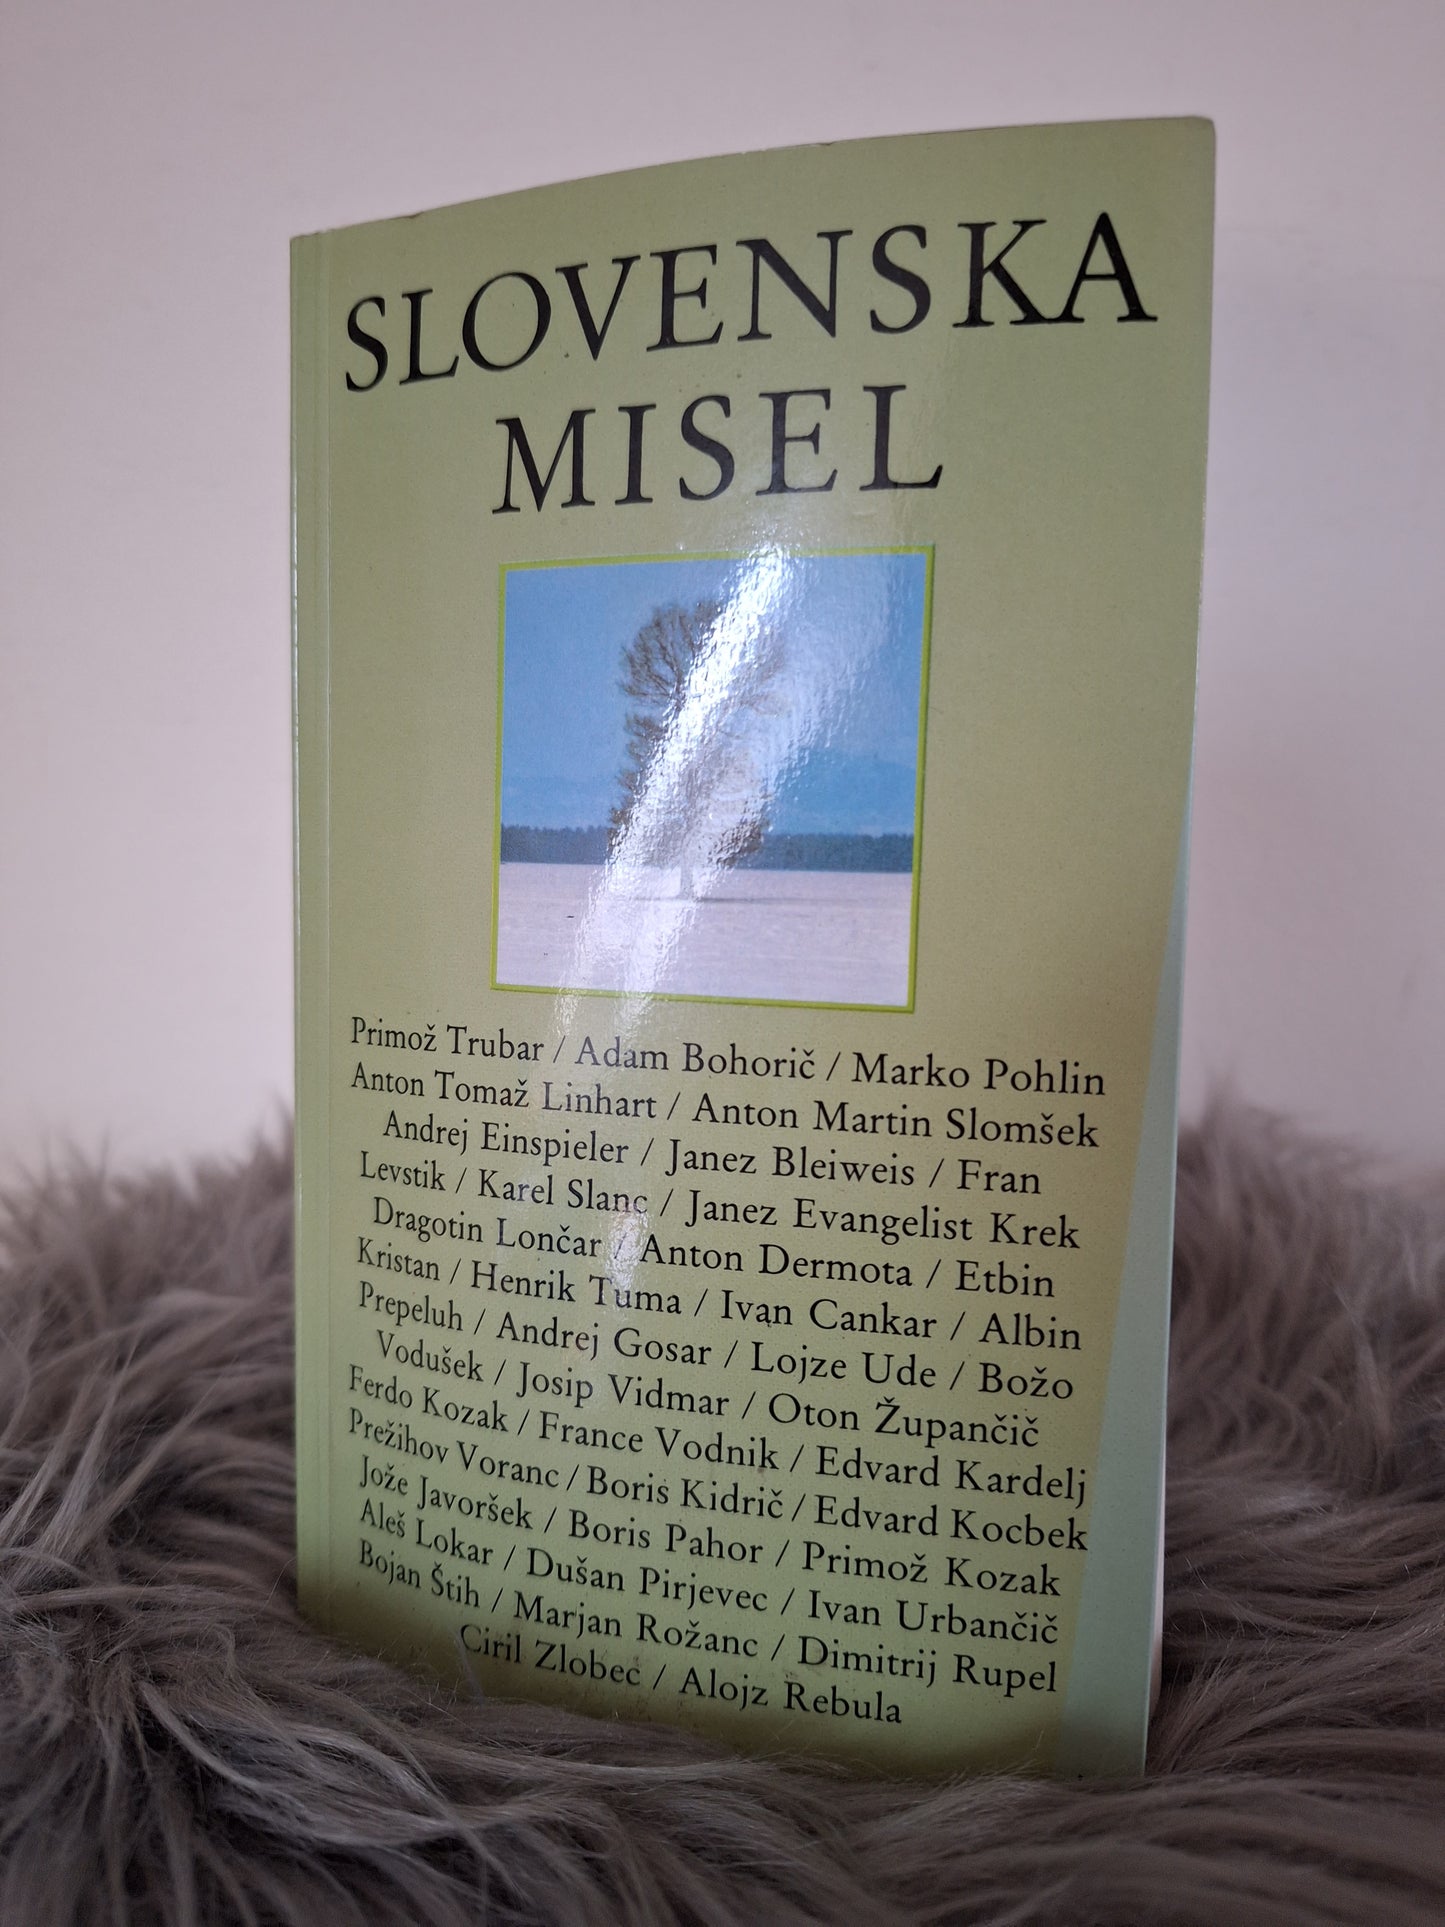 SLOVENSKA
MISEL
Primož Trubar / Adam Bohorič / Marko Pohlin
Anton Tomaž Linhart / Anton Martin Slomšek
Andrej Einspieler / Janez Bleiweis / Fran
Levstik / Karel Slanc / Janez Evangelist Krek
Dragotin Lončar / Anton Dermota / Etbin
Kristan / Henrik Tuma / Ivan Cankar / Albin
Prepeluh / Andrej Gosar / Lojze Ude / Božo
Vodušek / Josip Vidmar / Oton Župančič
Ferdo Kozak / France Vodnik / Edvard Kardelj
Prežihov Voranc / Boris Kidrič / Edvard Kocbek
Jože Javoršek / Boris Pahor / Primož Kozak
Aleš Lokar / Dušan Pirjevec / Ivan Urbančič
Bojan Štih / Marjan Rožanc / Dimitrij Rupel
Ciril Zlobec / Alojz Rebula